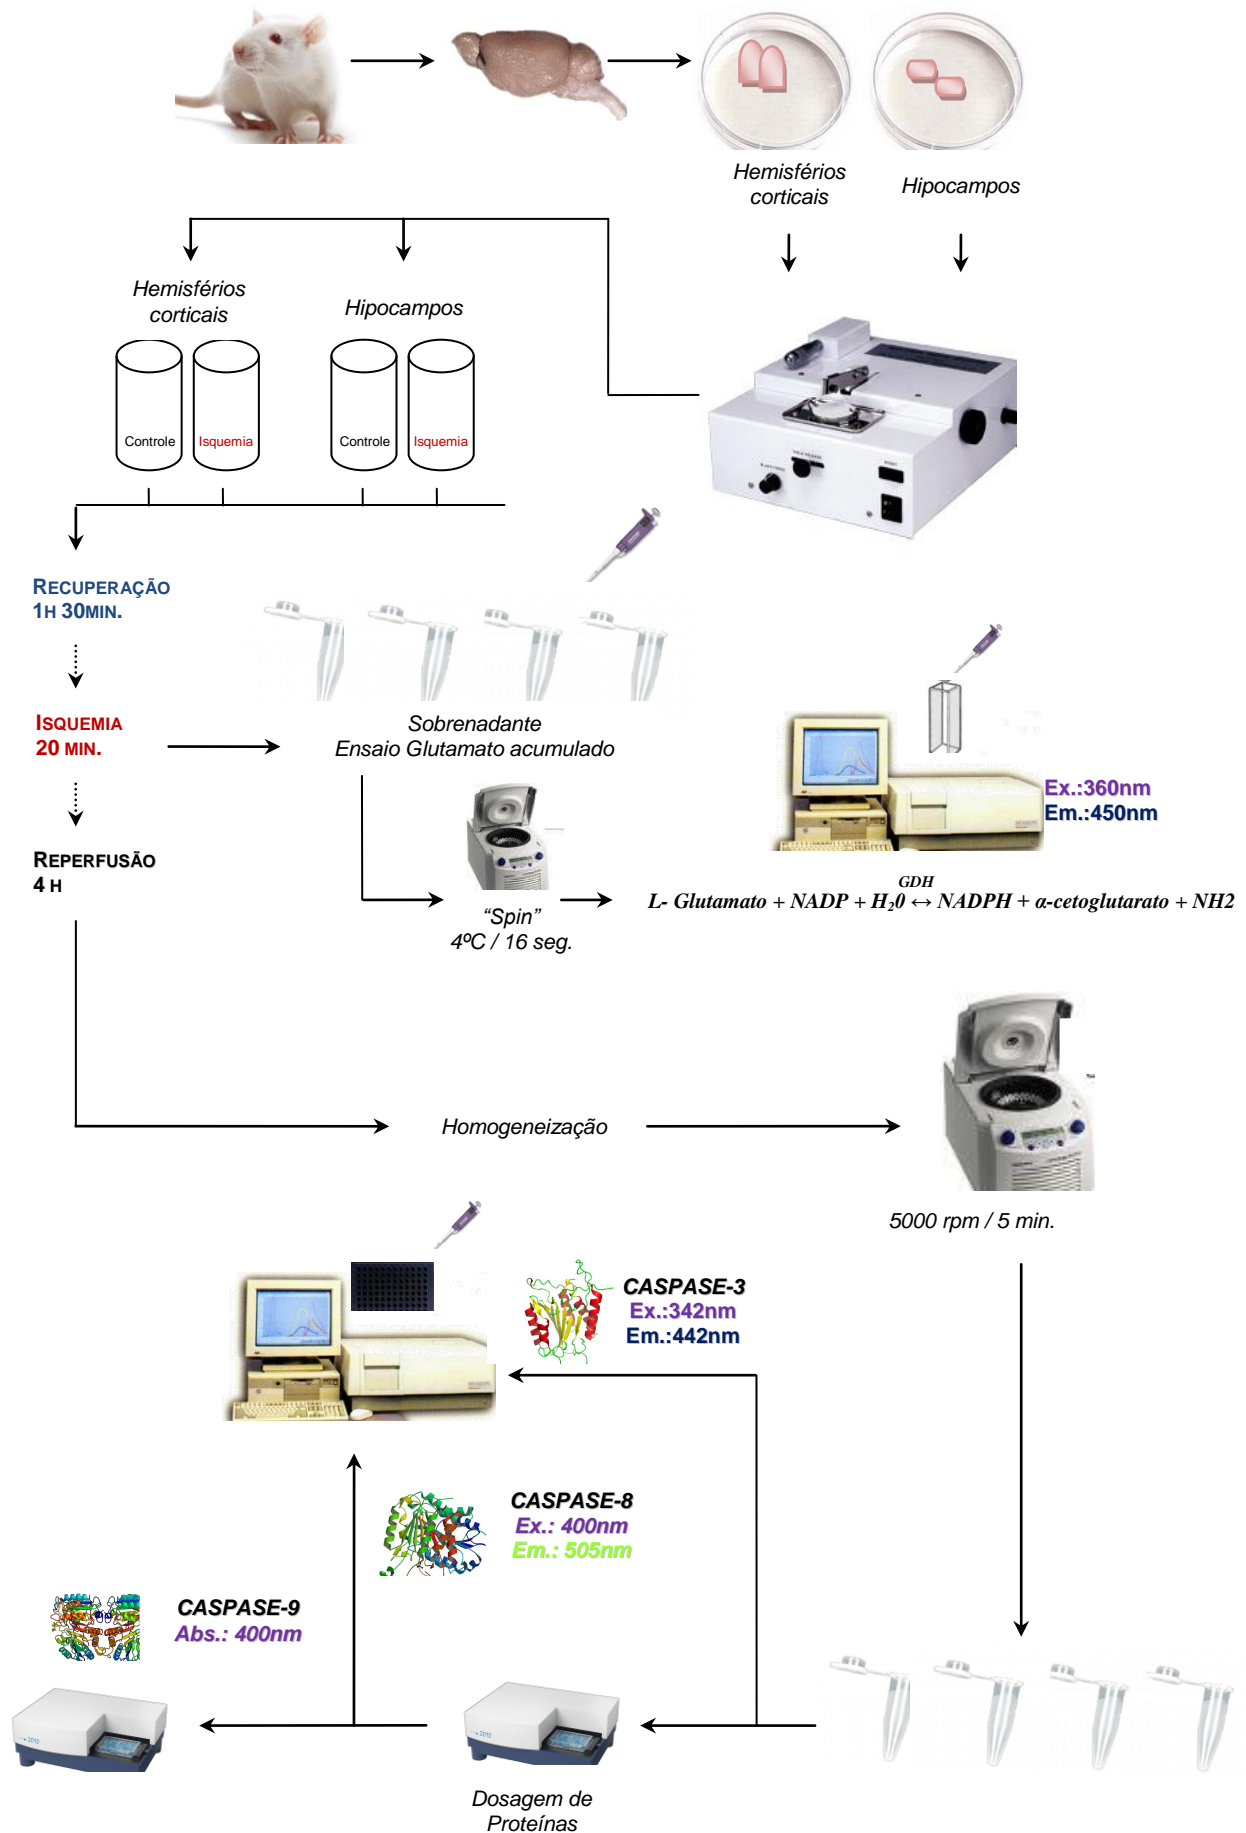 Hemisférios
corticais
Hipocampos
Hemisférios
corticais
Hipocampos
Controle
Isquemia
Controle
Isquemia
RECUPERAÇÃO
1H 30MIN.
ISQUEMIA
20 MIN.
Sobrenadante
Ensaio Glutamato acumulado
Ex.:360nm
Em.:450nm
REPERFUSÃO
4 H
GDH
L- Glutamato + NADP + H₂0 ↔ NADPH + α-cetoglutarato + NH2
“Spin”
4ºC / 16 seg.
Homogeneização
5000 rpm / 5 min.
CASPASE-3
Ex.:342nm
Em.:442nm
CASPASE-8
Ex.: 400nm
Em.: 505nm
CASPASE-9
Abs.: 400nm
Dosagem de
Proteínas